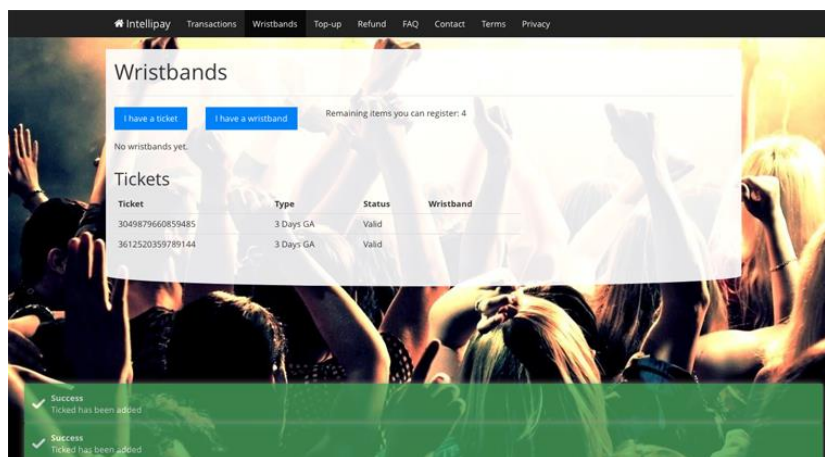 Intellipay Transactions Wristbands Top-up Refund FAQ Contact Terms Privacy
Wristbands
I have a ticket I have a wristband Remaining items you can register: 4
No wristbands yet.
Tickets
Ticket Type Status Wristband
3049879660859485 3 Days GA Valid
3612520359789144 3 Days GA Valid
Success
Ticked has been added
Success
Ticked has been added